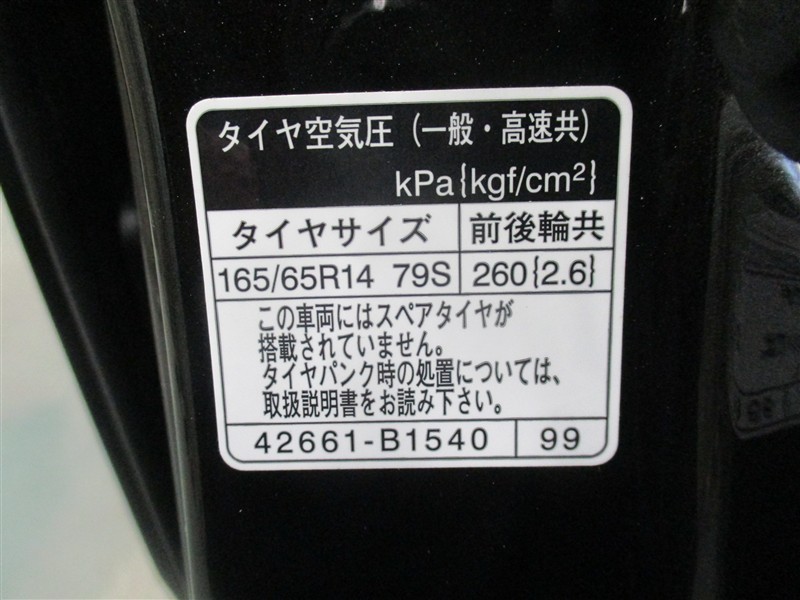 タイヤ空気圧（一般・高速共）
kPa{kgf/cm²}
タイヤサイズ 前後輪共
165/65R14 79S 260{2.6}
この車両にはスペアタイヤが
搭載されていません。
タイヤパンク時の処置については、
取扱説明書をお読み下さい。
42661-B1540 99